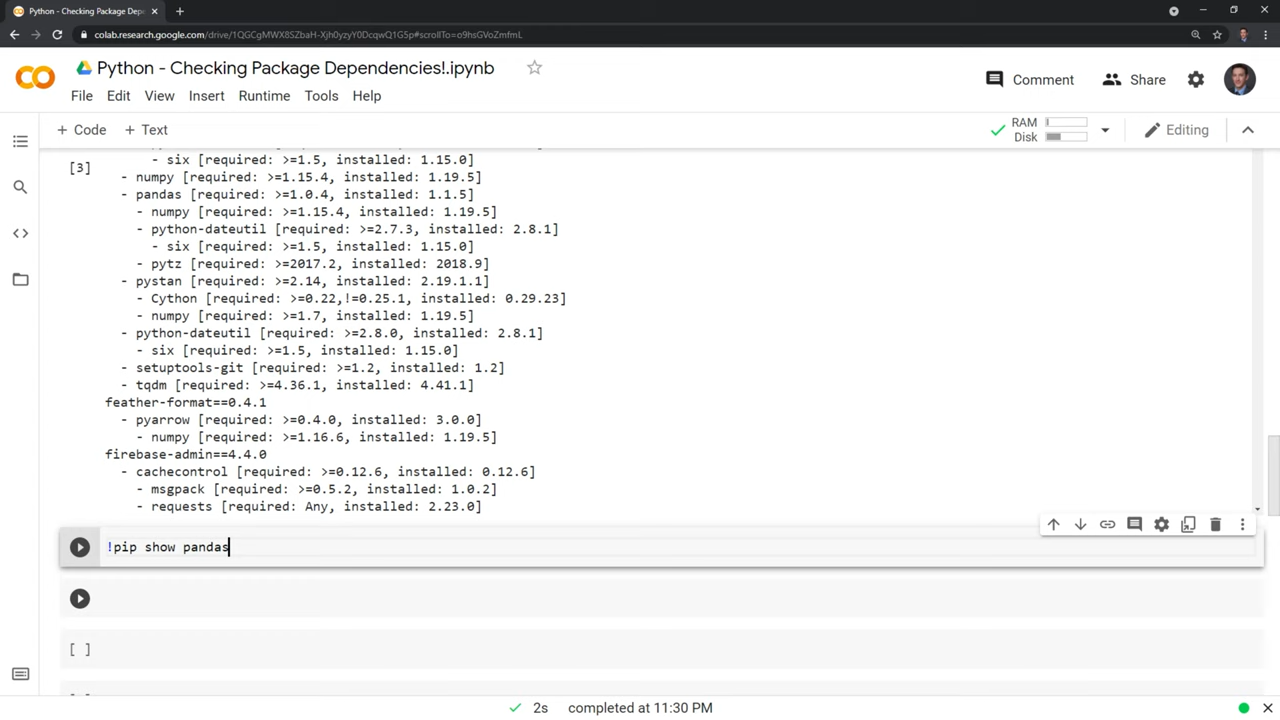 Python - Checking Package Dep
colab.research.google.com/drive/1QGCgMWX8SZbaH-Xjh0yzyY0DcqwQ1G5p#scrollTo=o9hsGVoZmfmL
Python - Checking Package Dependencies!.ipynb
Comment
Share
File Edit View Insert Runtime Tools Help
+ Code + Text
RAM
Disk
Editing
[3]
- six [required: >=1.5, installed: 1.15.0]
- numpy [required: >=1.15.4, installed: 1.19.5]
- pandas [required: >=1.0.4, installed: 1.1.5]
- numpy [required: >=1.15.4, installed: 1.19.5]
- python-dateutil [required: >=2.7.3, installed: 2.8.1]
- six [required: >=1.5, installed: 1.15.0]
- pytz [required: >=2017.2, installed: 2018.9]
- pystan [required: >=2.14, installed: 2.19.1.1]
- Cython [required: >=0.22,!=0.25.1, installed: 0.29.23]
- numpy [required: >=1.7, installed: 1.19.5]
- python-dateutil [required: >=2.8.0, installed: 2.8.1]
- six [required: >=1.5, installed: 1.15.0]
- setuptools-git [required: >=1.2, installed: 1.2]
- tqdm [required: >=4.36.1, installed: 4.41.1]
feather-format==0.4.1
- pyarrow [required: >=0.4.0, installed: 3.0.0]
- numpy [required: >=1.16.6, installed: 1.19.5]
firebase-admin==4.4.0
- cachecontrol [required: >=0.12.6, installed: 0.12.6]
- msgpack [required: >=0.5.2, installed: 1.0.2]
- requests [required: Any, installed: 2.23.0]
!pip show pandas
[ ]
2s completed at 11:30 PM